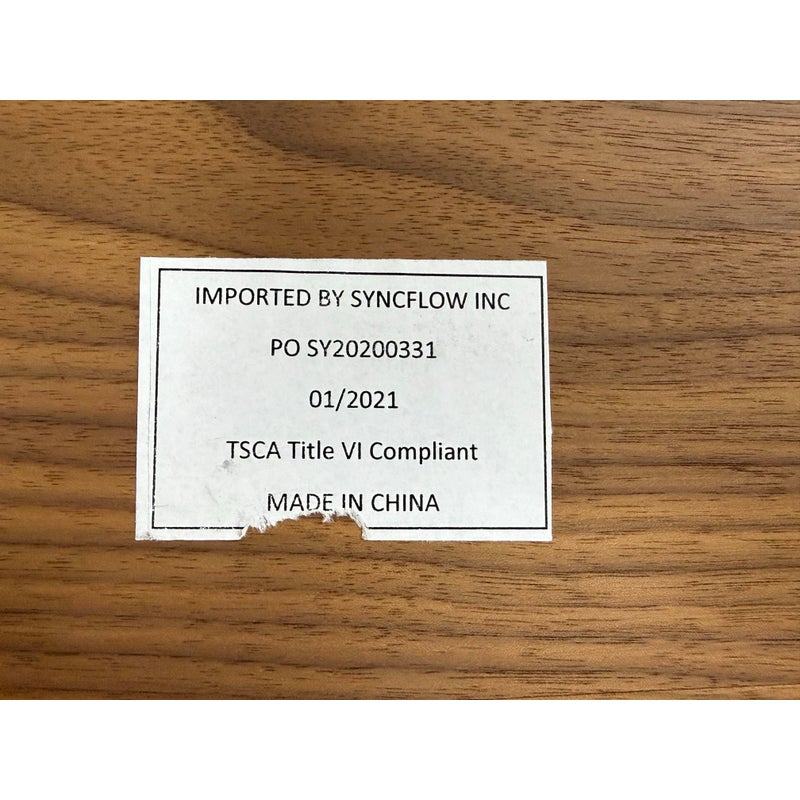 IMPORTED BY SYNCFLOW INC
PO SY20200331
01/2021
TSCA Title VI Compliant
MADE IN CHINA